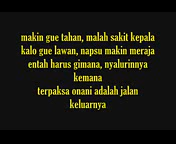 makin gue tahan, malah sakit kepala
kalo gue lawan, napsu makin meraja
entah harus gimana, nyalurinnya
kemana
terpaksa onani adalah jalan
keluarnya